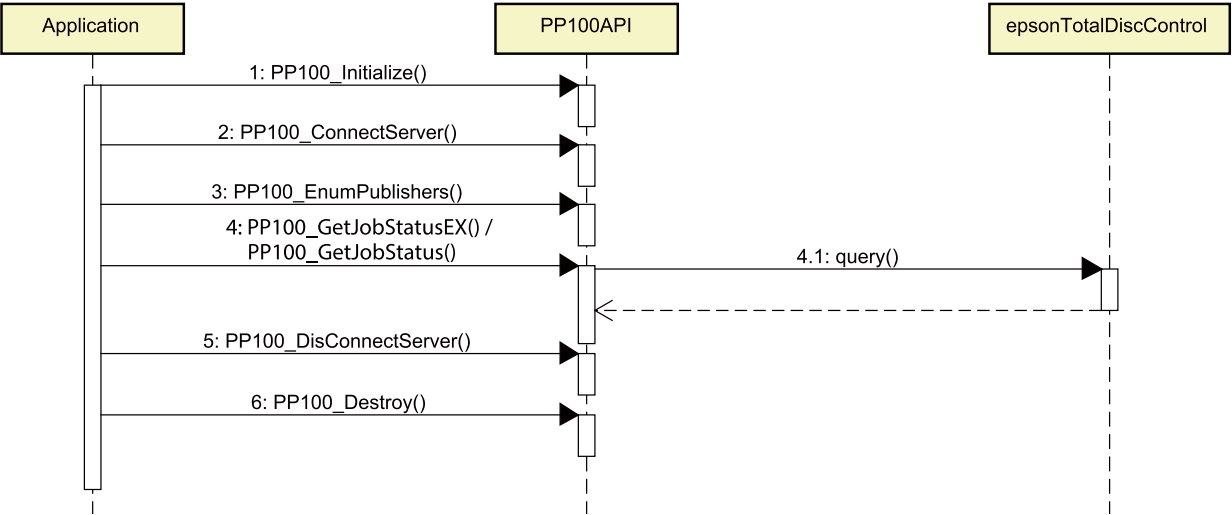 Application
PP100API
epsonTotalDiscControl
1: PP100_Initialize()
2: PP100_ConnectServer()
3: PP100_EnumPublishers()
4: PP100_GetJobStatusEX() /
PP100_GetJobStatus()
4.1: query()
5: PP100_DisConnectServer()
6: PP100_Destroy()